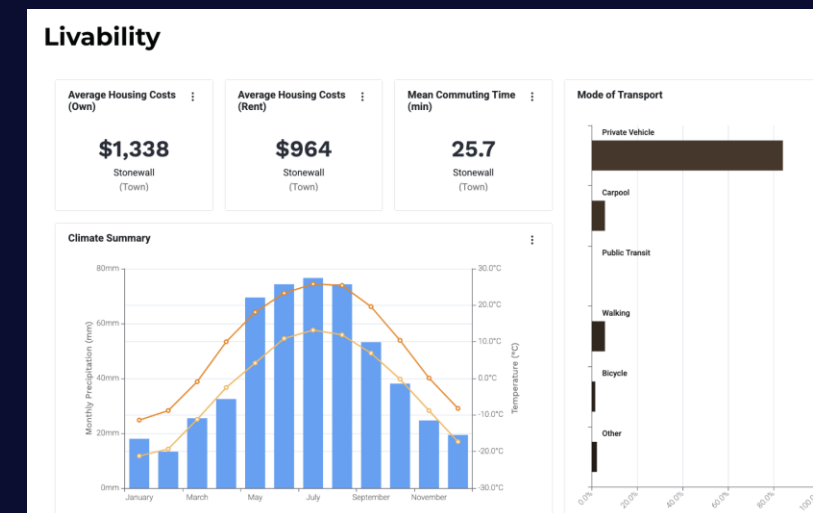 Livability
Average Housing Costs
(Own)
$1,338
Stonewall
(Town)
Average Housing Costs
(Rent)
$964
Stonewall
(Town)
Mean Commuting Time
(min)
25.7
Stonewall
(Town)
Mode of Transport
Private Vehicle
Carpool
Public Transit
Walking
Bicycle
Other
0.0%
20.0%
40.0%
60.0%
80.0%
Climate Summary
80mm
60mm
40mm
20mm
0mm
Monthly Precipitation (mm)
30.0°C
20.0°C
10.0°C
0.0°C
-10.0°C
-20.0°C
-30.0°C
Temperature (°C)
January
March
May
July
September
November